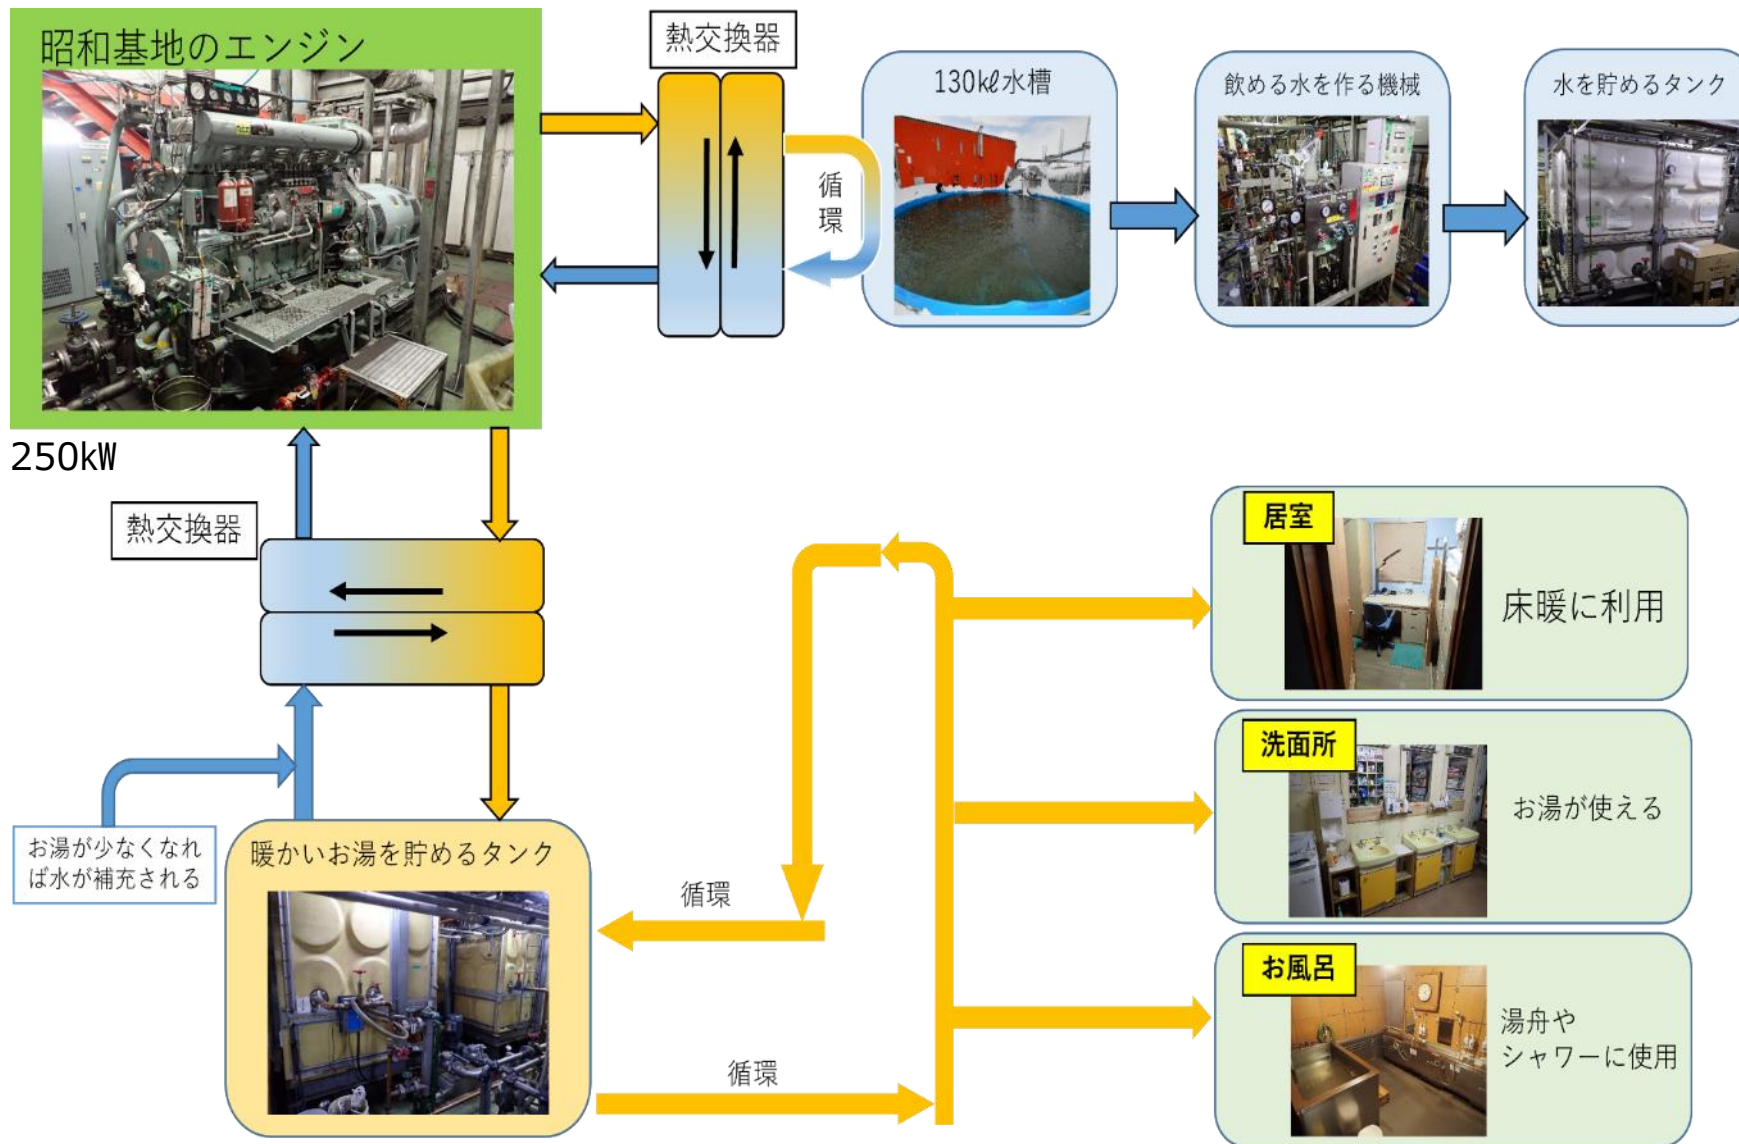 昭和基地のエンジン
熱交換器
130kℓ水槽
飲める水を作る機械
水を貯めるタンク
循
環
250kW
熱交換器
居室
床暖に利用
洗面所
お湯が使える
お湯が少なくなれ
ば水が補充される
暖かいお湯を貯めるタンク
循環
お風呂
湯舟や
シャワーに使用
循環